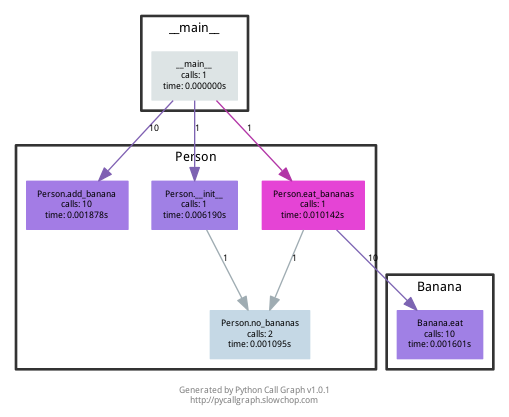 __main__
__main__
calls: 1
time: 0.000000s
10
1
1
Person
Person.add_banana
calls: 10
time: 0.001878s
Person.__init__
calls: 1
time: 0.006190s
Person.eat_bananas
calls: 1
time: 0.010142s
1
1
10
Banana
Person.no_bananas
calls: 2
time: 0.001095s
Banana.eat
calls: 10
time: 0.001601s
Generated by Python Call Graph v1.0.1
http://pycallgraph.slowchop.com